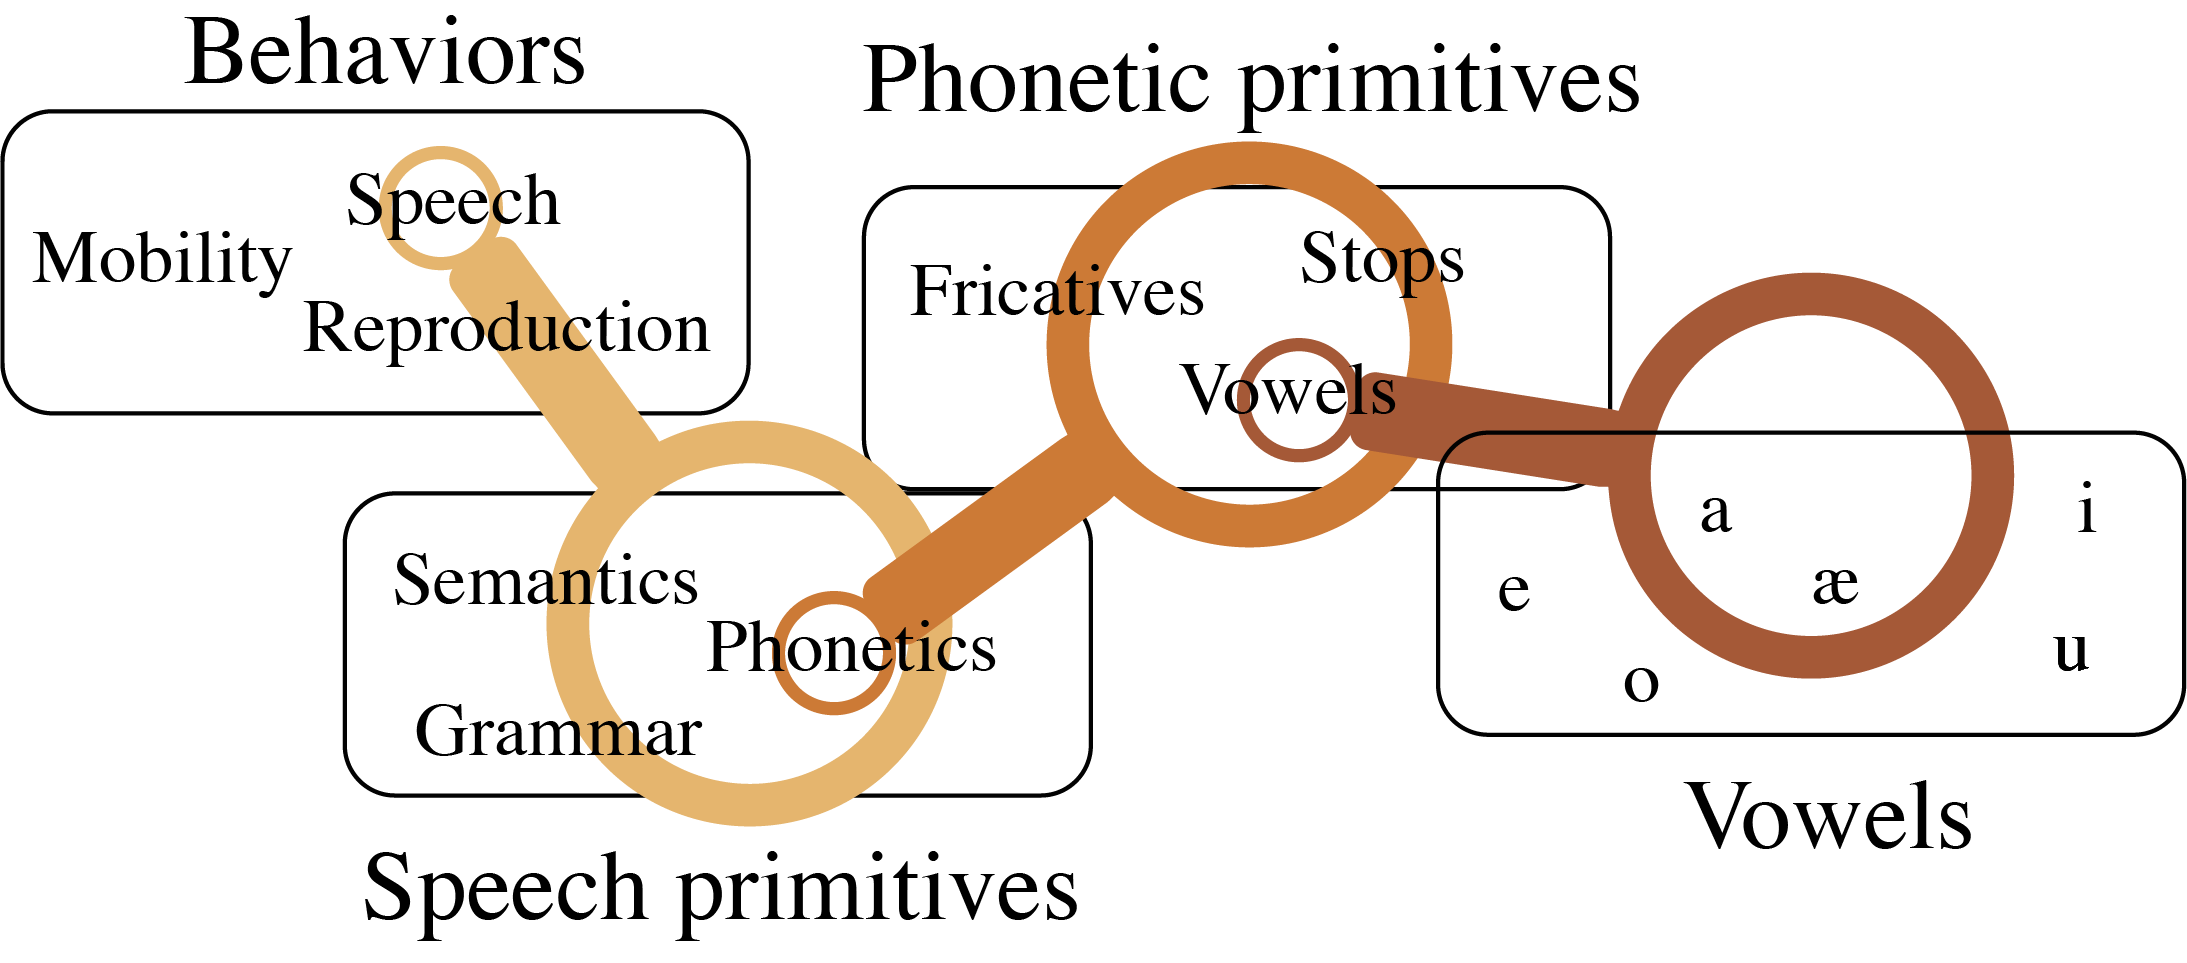 Behaviors
Speech
Mobility
Reproduction
Speech primitives
Semantics
Phonetics
Grammar
Phonetic primitives
Stops
Fricatives
Vowels
a
i
æ
e
u
o
Vowels